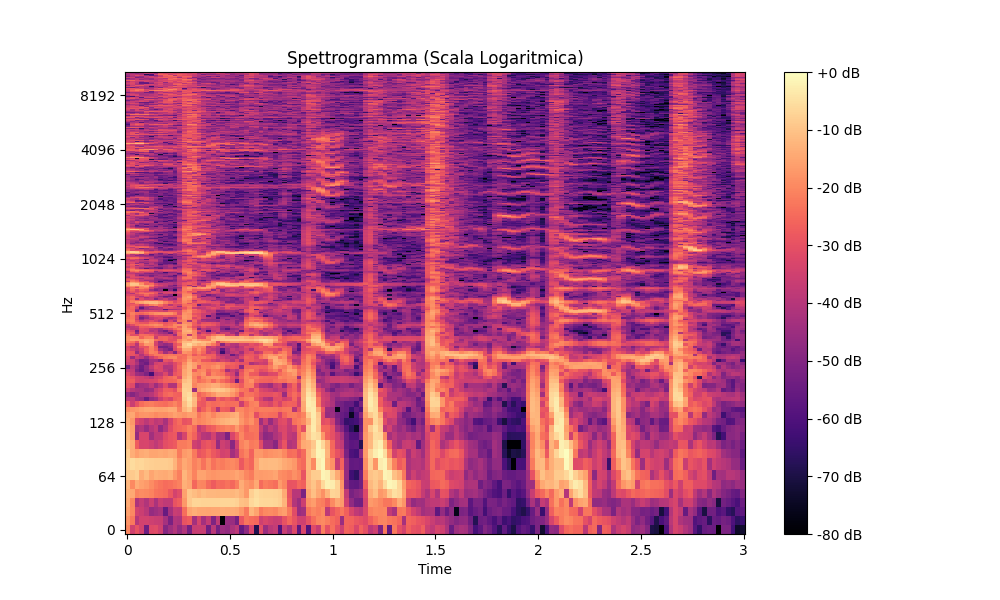 Spettrogramma (Scala Logaritmica)
8192
4096
2048
1024
512
256
128
64
0
Hz
0
0.5
1
1.5
2
2.5
3
Time
+0 dB
-10 dB
-20 dB
-30 dB
-40 dB
-50 dB
-60 dB
-70 dB
-80 dB